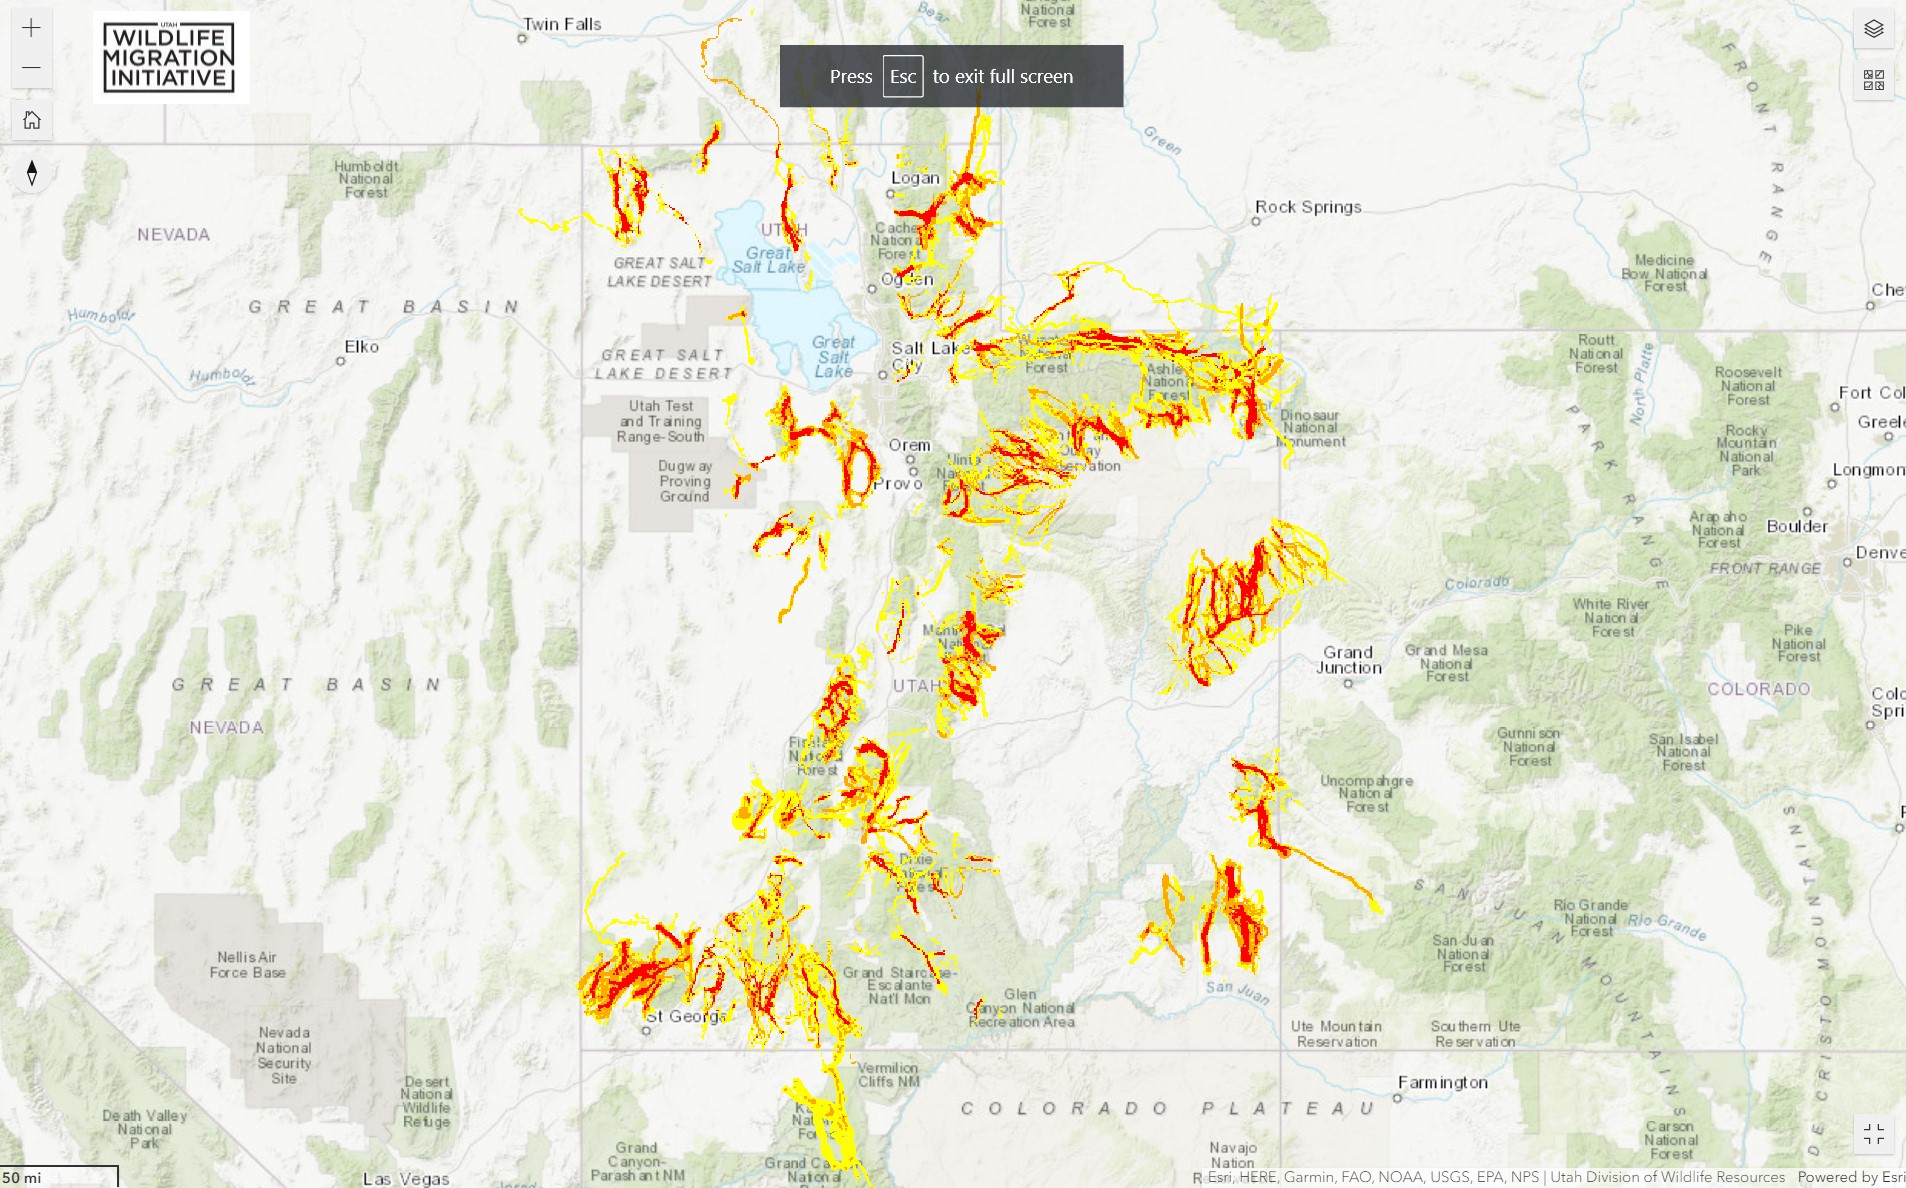 Twin Falls
UTAH
WILDLIFE
MIGRATION
INITIATIVE
Bear
National
Forest
Press Esc to exit full screen
FRONT RANGE
Green
Humboldt
National
Forest
Logan
Rock Springs
NEVADA
UTAH
Cache
National
Forest
Great
Salt Lake
GREAT SALT
LAKE DESERT
Ogden
Medicine
Bow National
Forest
Che
GREAT BASIN
Humboldt
Elko
Great
Salt
Lake
Salt Lake
City
National
Forest
GREAT SALT
LAKE DESERT
Humboldt
Ashley
National
Forest
Routt
National
Forest
North Platte
Roosevelt
National
Forest
Fort Col
Utah Test
and Training
Range-South
Dinosaur
National
Monument
PARK RANGE
Greele
Rocky
Mountain
National
Park
Orem
Longmon
Dugway
Proving
Ground
Provo
Arapaho
National
Forest
Boulder
Denve
FRONT RANGE
Colorado
White River
National
Forest
Pike
National
Forest
Grand
Junction
Grand Mesa
National
Forest
GREAT BASIN
UTAH
COLORADO
Colo
Spri
NEVADA
Fishlake
National
Forest
Gunnison
National
Forest
San Isabel
National
Forest
Uncompahgre
National
Forest
Dixie
National
Forest
SAN JUAN MOUNTAINS
Rio Grande
National
Forest
Rio Grande
San Juan
National
Forest
Nellis Air
Force Base
Grand Staircase-
Escalante
Nat'l Mon
San Juan
Glen
Canyon National
Recreation Area
St George
Ute Mountain
Reservation
Southern Ute
Reservation
Nevada
National
Security
Site
Vermilion
Cliffs NM
Desert
National
Wildlife
Refuge
Farmington
COLORADO PLATEAU
Death Valley
National
Park
Carson
National
Forest
DE CRISTO MOUNTAINS
Grand
Canyon-
Parashant NM
Navajo
Nation
Las Vegas
50 mi
Esri, HERE, Garmin, FAO, NOAA, USGS, EPA, NPS | Utah Division of Wildlife Resources Powered by Esri